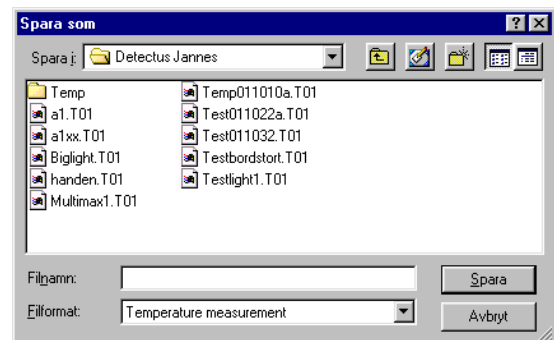 Spara som
Spara i: Detectus Jannes
Temp
a1.T01
a1xx.T01
Biglight.T01
handen.T01
Multimax1.T01
Temp011010a.T01
Test011022a.T01
Test011032.T01
Testbordstort.T01
Testlight1.T01
Filnamn:
Spara
Filformat: Temperature measurement
Avbryt